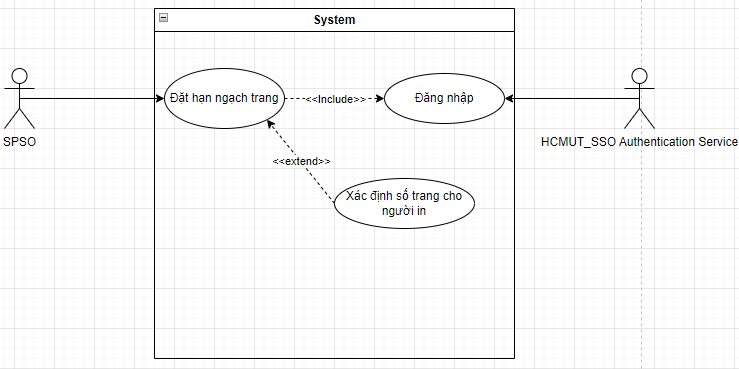 System
Đặt hạn ngạch trang
<<Include>>
Đăng nhập
SPSO
HCMUT_SSO Authentication Service
<<extend>>
Xác định số trang cho
người in